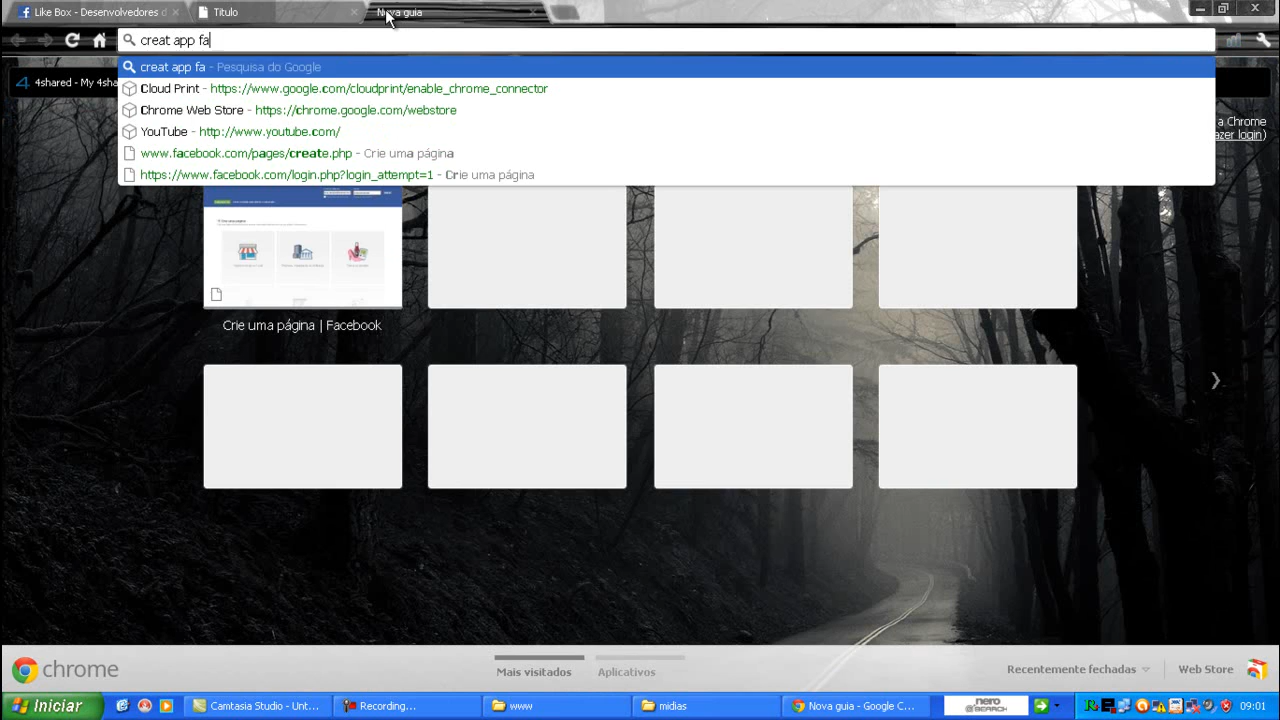 Like Box - Desenvolvedores d
Titulo
Nova guia
creat app fa
creat app fa - Pesquisa do Google
Cloud Print - https://www.google.com/cloudprint/enable_chrome_connector
Chrome Web Store - https://chrome.google.com/webstore
YouTube - http://www.youtube.com/
www.facebook.com/pages/create.php - Crie uma página
https://www.facebook.com/login.php?login_attempt=1 - Crie uma página
4shared - My 4sha
a Chrome
azer login)
Crie uma página | Facebook
chrome
Mais visitados
Aplicativos
Recentemente fechadas
Web Store
Iniciar
Camtasia Studio - Unt...
Recording...
www
midias
Nova guia - Google C...
nero
SEARCH
09:01